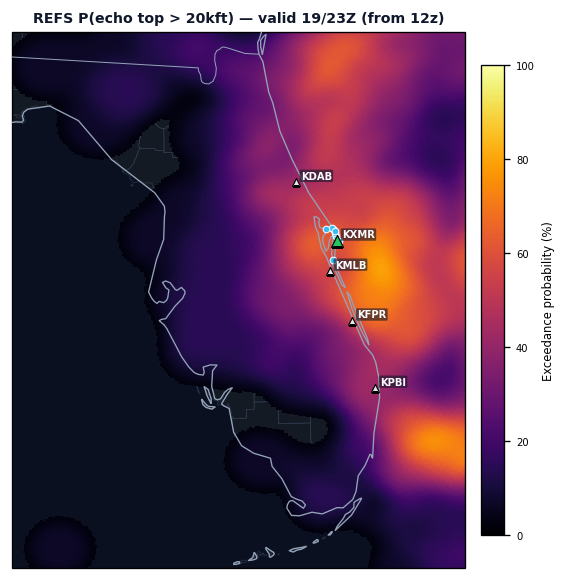 REFS P(echo top > 20kft) — valid 19/23Z (from 12z)
KDAB
KXMR
KMLB
KFPR
KPBI
100
80
60
40
20
0
Exceedance probability (%)